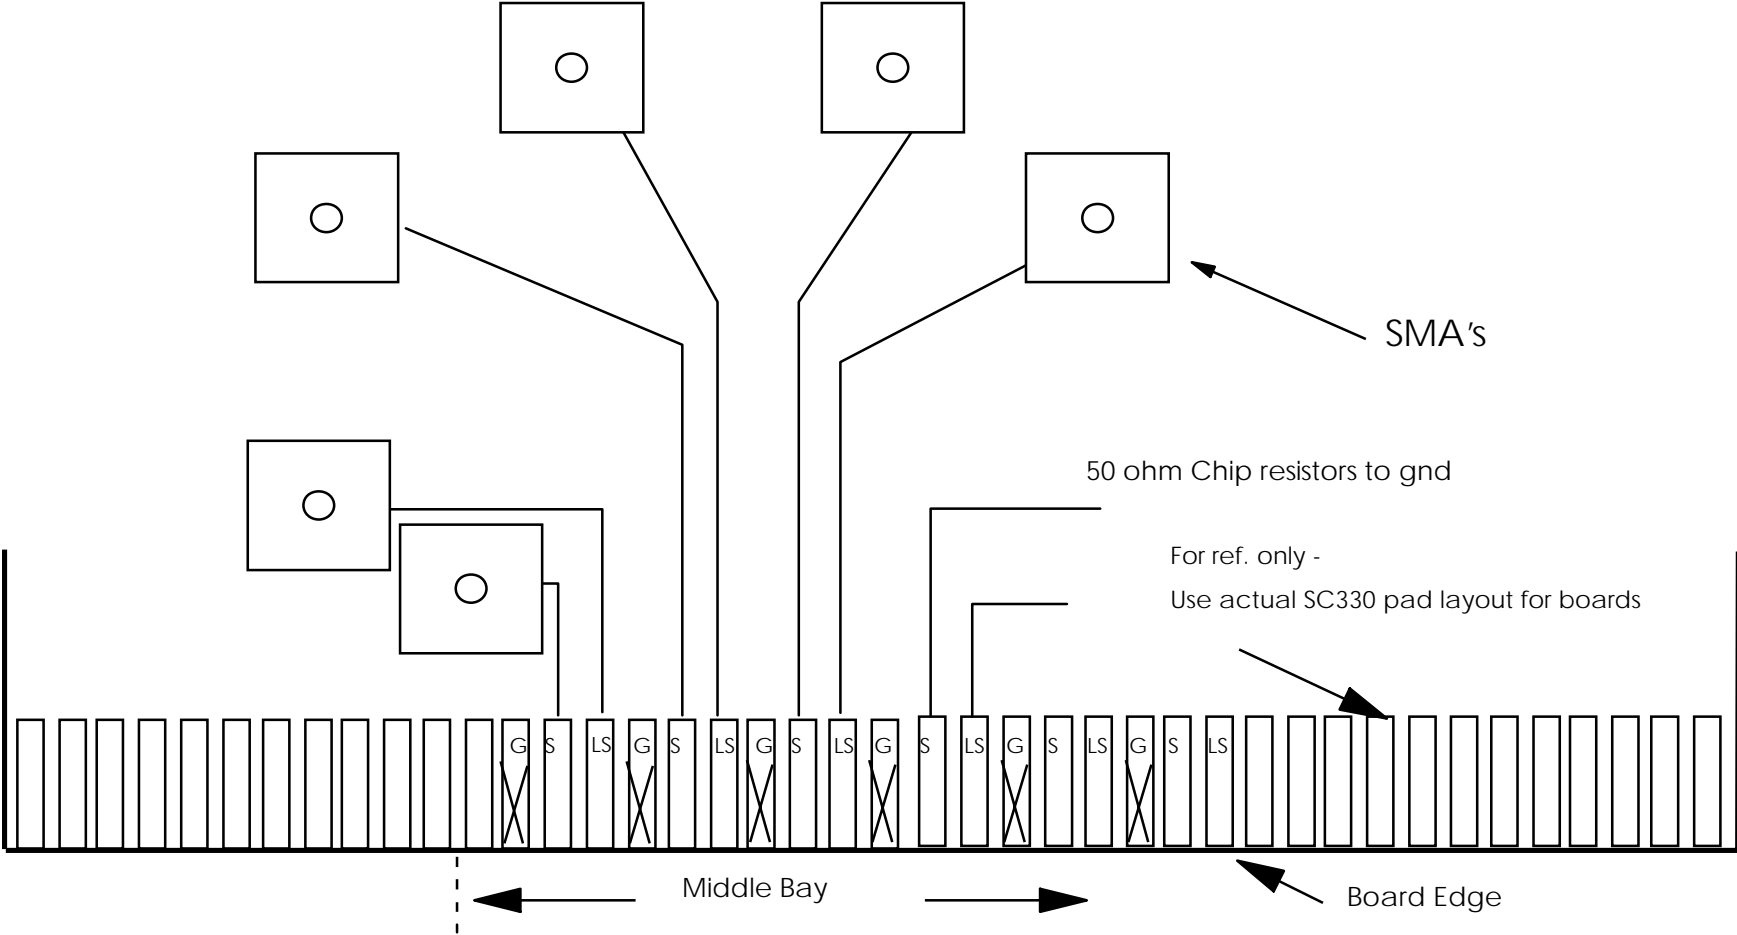 SMA's
50 ohm Chip resistors to gnd
For ref. only -
Use actual SC330 pad layout for boards
G S LS G S LS G S LS G S LS G S LS G S LS
Middle Bay
Board Edge